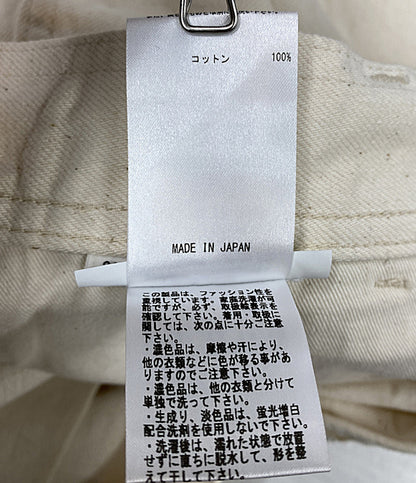 コットン 100%
MADE IN JAPAN
この製品は、ファッション性を
重視しています。家庭洗濯が可
能ですが、必ず、取扱絵表示を
確認して下さい。着用・取扱に
関しては、次の点に十分ご注意
下さい。
・濃色品は、摩擦や汗により、
他の衣類などに色が移る事があ
りますのでご注意下さい。
・濃色品は、他の衣類と分けて
単独で洗って下さい。
・生成り、淡色品は、蛍光増白
配合洗剤を使用しないで下さい。
・洗濯後は、濡れた状態で放置
せずに直ちに脱水して、形を整
えて干して下さい。